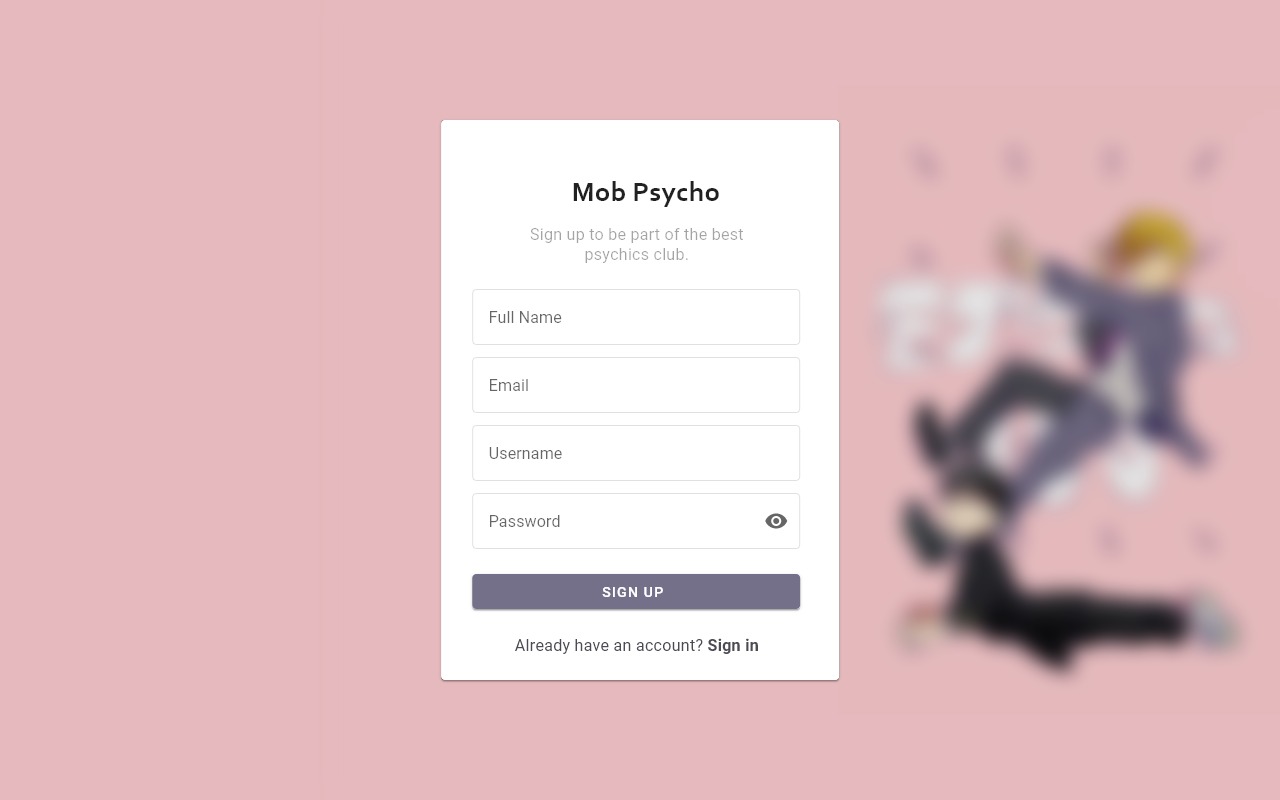 Mob Psycho
Sign up to be part of the best
psychics club.
Full Name
Email
Username
Password
SIGN UP
Already have an account? Sign in